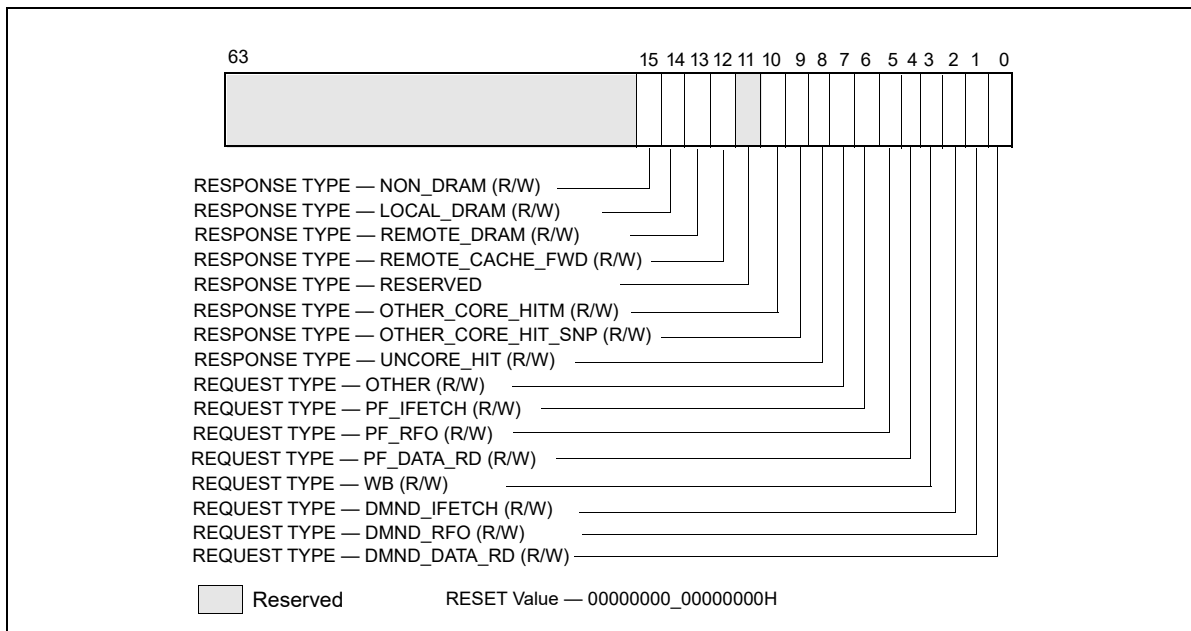 63 15 14 13 12 11 10 9 8 7 6 5 4 3 2 1 0
RESPONSE TYPE — NON_DRAM (R/W)
RESPONSE TYPE — LOCAL_DRAM (R/W)
RESPONSE TYPE — REMOTE_DRAM (R/W)
RESPONSE TYPE — REMOTE_CACHE_FWD (R/W)
RESPONSE TYPE — RESERVED
RESPONSE TYPE — OTHER_CORE_HITM (R/W)
RESPONSE TYPE — OTHER_CORE_HIT_SNP (R/W)
RESPONSE TYPE — UNCORE_HIT (R/W)
REQUEST TYPE — OTHER (R/W)
REQUEST TYPE — PF_IFETCH (R/W)
REQUEST TYPE — PF_RFO (R/W)
REQUEST TYPE — PF_DATA_RD (R/W)
REQUEST TYPE — WB (R/W)
REQUEST TYPE — DMND_IFETCH (R/W)
REQUEST TYPE — DMND_RFO (R/W)
REQUEST TYPE — DMND_DATA_RD (R/W)
Reserved RESET Value — 00000000_00000000H